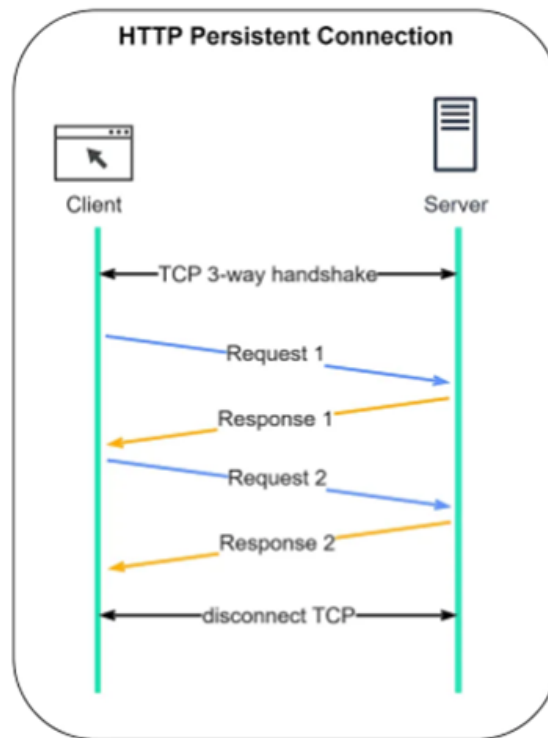 HTTP Persistent Connection
Client
Server
TCP 3-way handshake
Request 1
Response 1
Request 2
Response 2
disconnect TCP